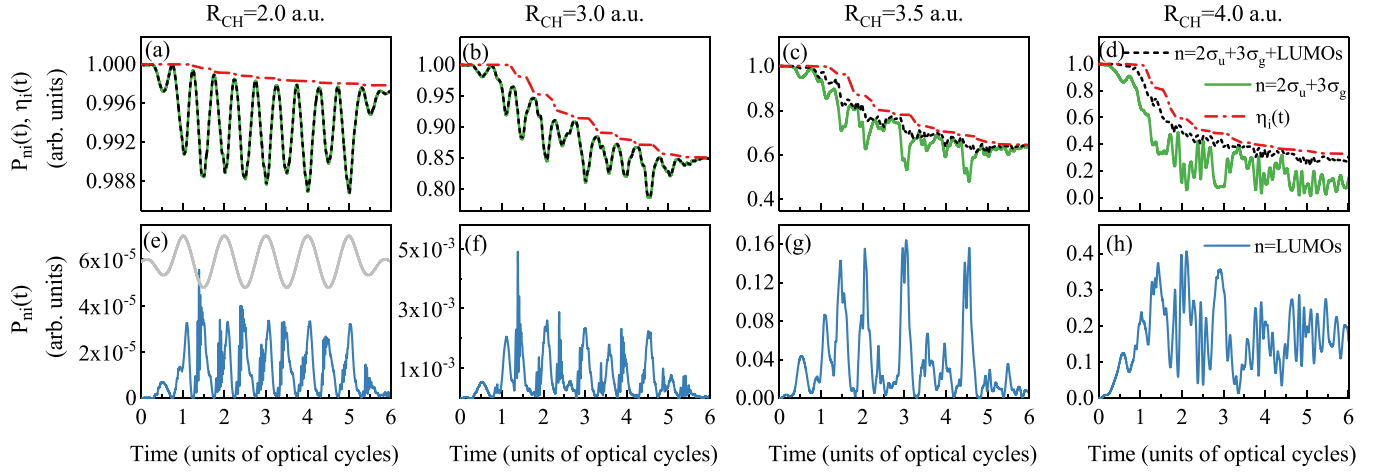 R_CH=2.0 a.u. R_CH=3.0 a.u. R_CH=3.5 a.u. R_CH=4.0 a.u.
P_ni(t), η_i(t)
(arb. units)
(a)
1.000
0.996
0.992
0.988
(b)
1.00
0.95
0.90
0.85
0.80
(c)
1.0
0.8
0.6
0.4
(d)
1.0
0.8
0.6
0.4
0.2
0.0
n=2σ_u+3σ_g+LUMOs
n=2σ_u+3σ_g
η_i(t)
P_ni(t)
(arb. units)
(e)
6x10^-5
4x10^-5
2x10^-5
0
0 1 2 3 4 5 6
(f)
5x10^-3
3x10^-3
1x10^-3
0 1 2 3 4 5 6
(g)
0.16
0.12
0.08
0.04
0.00
0 1 2 3 4 5 6
(h)
n=LUMOs
0.4
0.3
0.2
0.1
0.0
0 1 2 3 4 5 6
Time (units of optical cycles) Time (units of optical cycles) Time (units of optical cycles) Time (units of optical cycles)